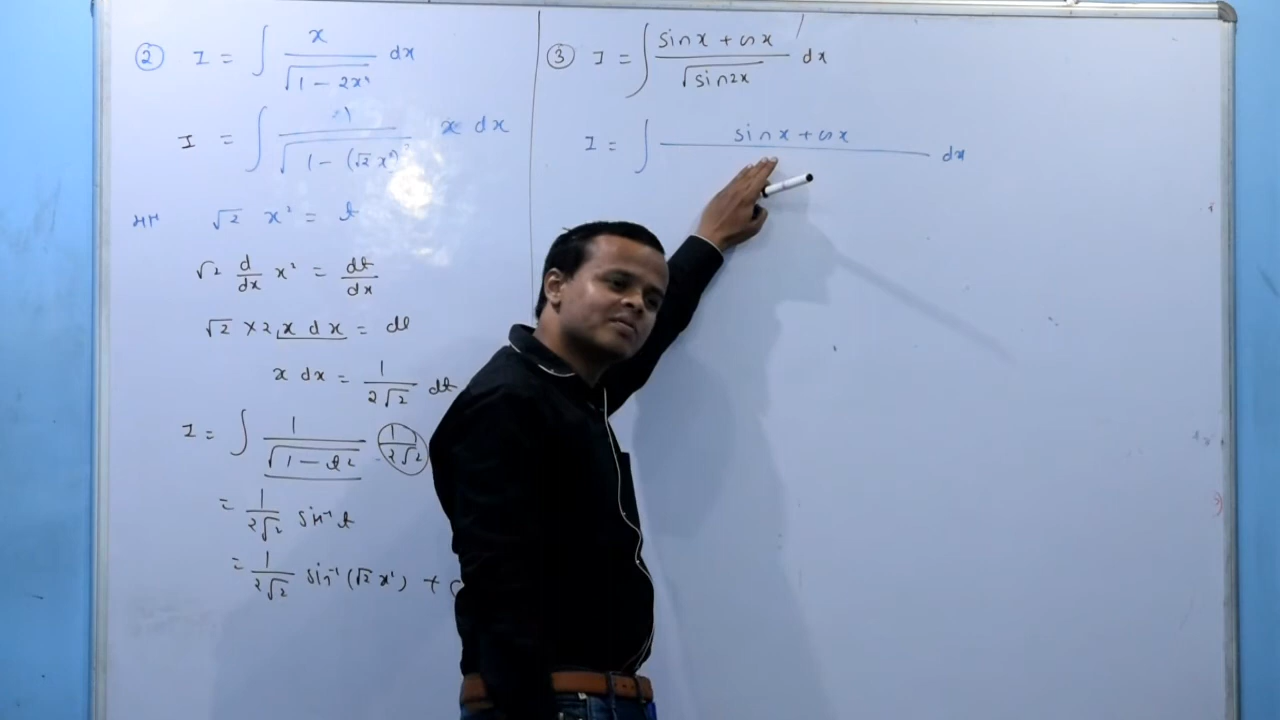 ② I = ∫ x / √(1 - 2x⁴) dx
I = ∫ 1 / √(1 - (√2 x²)²) x dx
माना √2 x² = t
√2 d/dx x² = dt/dx
√2 × 2 x dx = dt
x dx = 1 / 2√2 dt
I = ∫ 1 / √(1 - t²) 1 / 2√2
= 1 / 2√2 sin⁻¹ t
= 1 / 2√2 sin⁻¹ (√2 x²) + C
③ I = ∫ (sinx + cosx) / √(sin2x) dx
I = ∫ sinx + cosx / dx